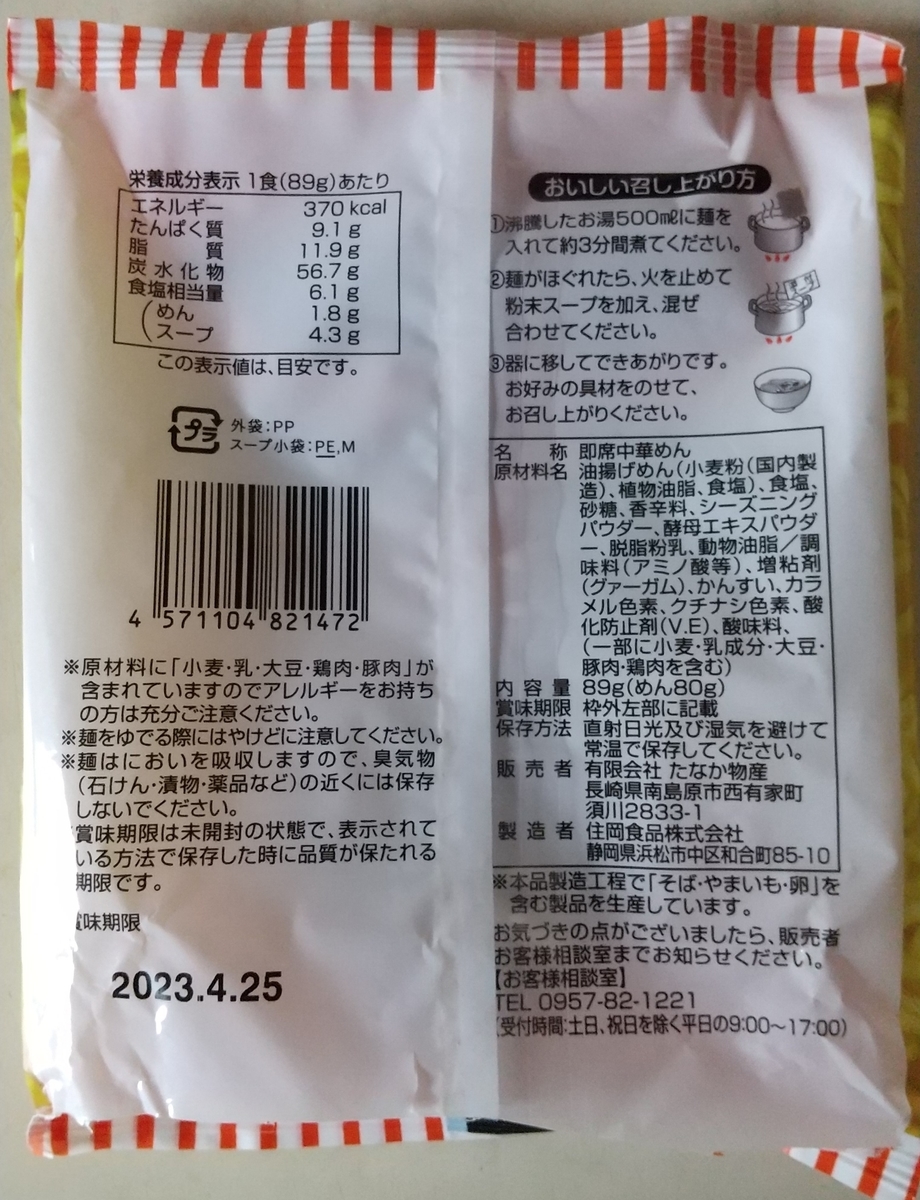 栄養成分表示 1食(89g)あたり
エネルギー 370 kcal
たんぱく質 9.1 g
脂質 11.9 g
炭水化物 56.7 g
食塩相当量 6.1 g
(めん 1.8 g
スープ 4.3 g
この表示値は、目安です。
プラ
外袋:PP
スープ小袋:PE,M
4 571104 821472
※原材料に「小麦・乳・大豆・鶏肉・豚肉」が
含まれていますのでアレルギーをお持ち
の方は充分ご注意ください。
※麺をゆでる際にはやけどに注意してください。
※麺はにおいを吸収しますので、臭気物
(石けん・漬物・薬品など)の近くには保存
しないでください。
賞味期限は未開封の状態で、表示されて
いる方法で保存した時に品質が保たれる
期限です。
賞味期限
2023.4.25
おいしい召し上がり方
①沸騰したお湯500mlに麺を
入れて約3分間煮てください。
②麺がほぐれたら、火を止めて
粉末スープを加え、混ぜ
合わせてください。
③器に移してできあがりです。
お好みの具材をのせて、
お召し上がりください。
スープ
名称 即席中華めん
原材料名 油揚げめん(小麦粉(国内製
造)、植物油脂、食塩)、食塩、
砂糖、香辛料、シーズニング
パウダー、酵母エキスパウダ
ー、脱脂粉乳、動物油脂/調
味料(アミノ酸等)、増粘剤
(グァーガム)、かんすい、カラ
メル色素、クチナシ色素、酸
化防止剤(V.E)、酸味料、
(一部に小麦・乳成分・大豆・
豚肉・鶏肉を含む)
内容量 89g(めん80g)
賞味期限 枠外左部に記載
保存方法 直射日光及び湿気を避けて
常温で保存してください。
販売者 有限会社 たなか物産
長崎県南島原市西有家町
須川2833-1
製造者 住岡食品株式会社
静岡県浜松市中区和合町85-10
※本品製造工程で「そば・やまいも・卵」を
含む製品を生産しています。
お気づきの点がございましたら、販売者
お客様相談室までお知らせください。
【お客様相談室】
TEL 0957-82-1221
(受付時間:土日、祝日を除く平日の9:00〜17:00)